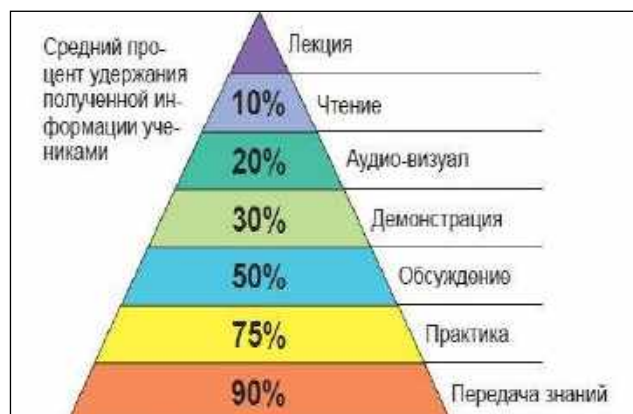 Средний про-
цент удержания
полученной ин-
формации уче-
никами
Лекция
10% Чтение
20% Аудио-визуал
30% Демонстрация
50% Обсуждение
75% Практика
90% Передача знаний